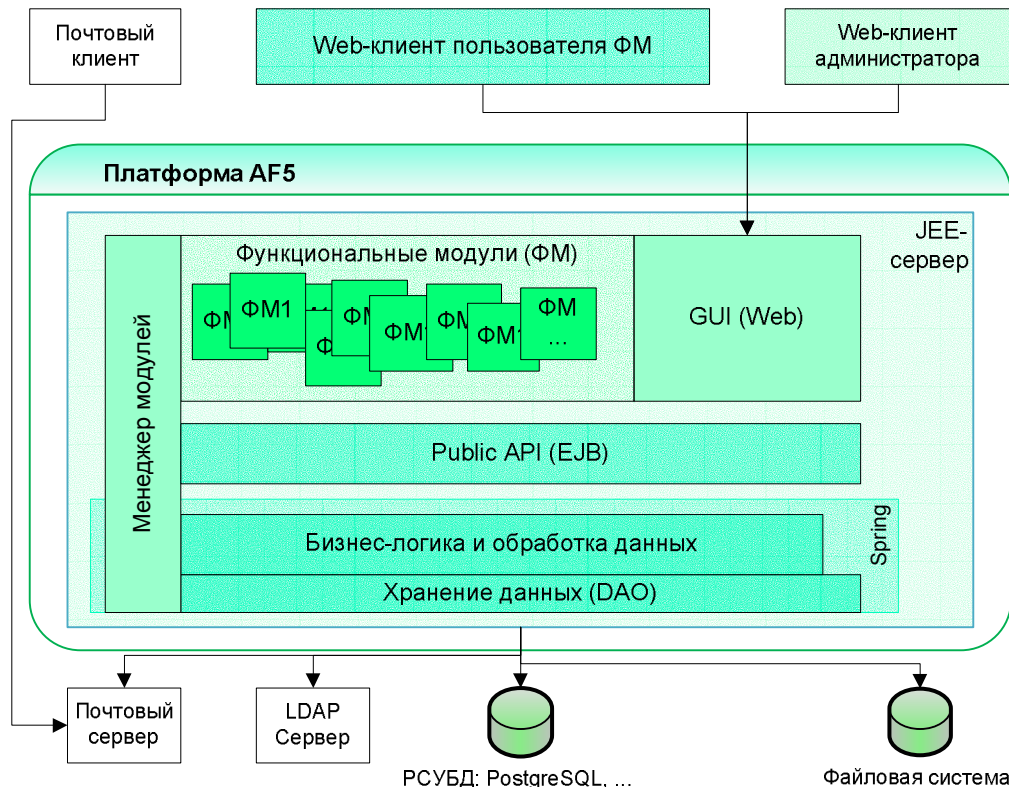 Почтовый
клиент
Web-клиент пользователя ФМ
Web-клиент
администратора
Платформа AF5
JEE-
сервер
Менеджер модулей
Функциональные модули (ФМ)
ФМ1
ФМ
...
GUI (Web)
Public API (EJB)
Spring
Бизнес-логика и обработка данных
Хранение данных (DAO)
Почтовый
сервер
LDAP
Сервер
РСУБД: PostgreSQL, ...
Файловая система